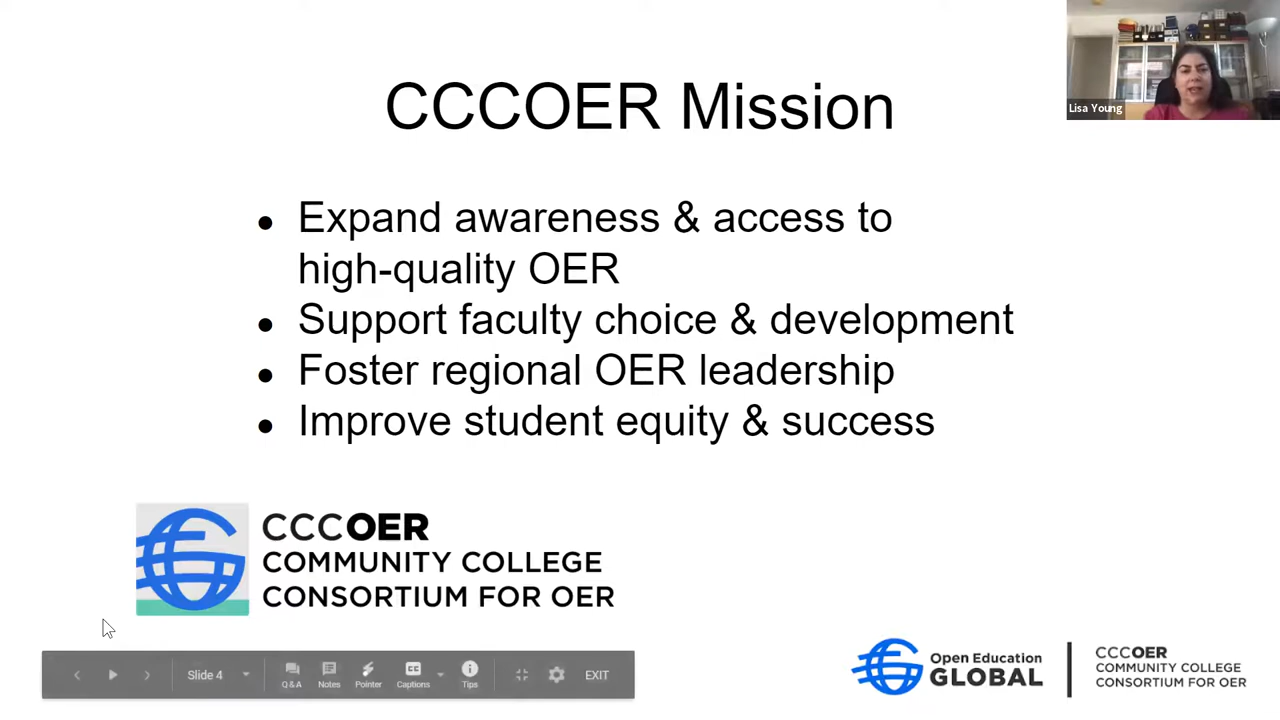 CCCOER Mission
Lisa Young
● Expand awareness & access to
high-quality OER
● Support faculty choice & development
● Foster regional OER leadership
● Improve student equity & success
CCCOER
COMMUNITY COLLEGE
CONSORTIUM FOR OER
Slide 4
Q & A
Notes
Pointer
CC
Captions
Tips
EXIT
Open Education
GLOBAL
CCCOER
COMMUNITY COLLEGE
CONSORTIUM FOR OER